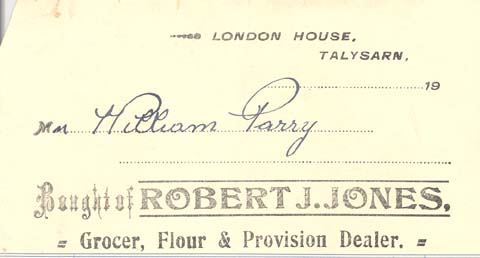 LONDON HOUSE,
TALYSARN,
19
Mr William Parry
Bought of ROBERT J. JONES,
= Grocer, Flour & Provision Dealer. =